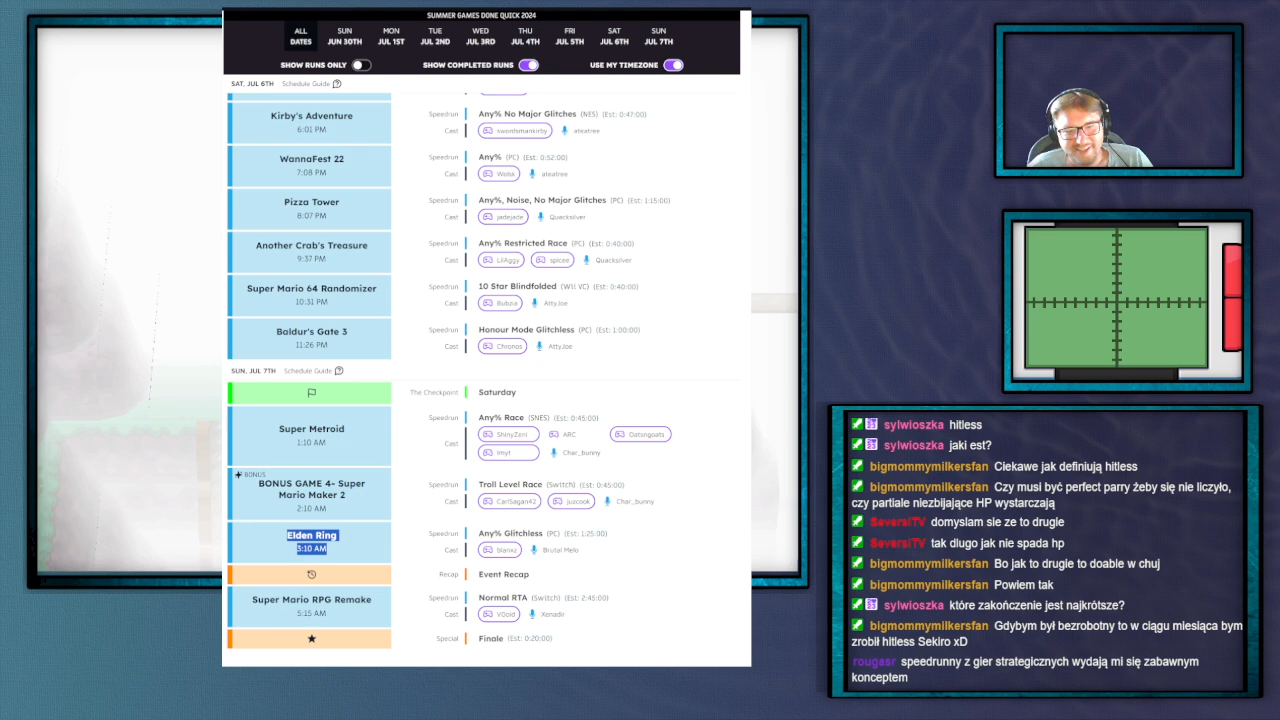 SUMMER GAMES DONE QUICK 2024
ALL DATES
SUN JUN 30TH
MON JUL 1ST
TUE JUL 2ND
WED JUL 3RD
THU JUL 4TH
FRI JUL 5TH
SAT JUL 6TH
SUN JUL 7TH
SHOW RUNS ONLY
SHOW COMPLETED RUNS
USE MY TIMEZONE
SAT, JUL 6TH Schedule Guide
Kirby's Adventure
6:01 PM
Speedrun Any% No Major Glitches (NES) (Est: 0:47:00)
Cast swordsmankirby ateatree
WannaFest 22
7:08 PM
Speedrun Any% (PC) (Est: 0:52:00)
Cast Wobsk ateatree
Pizza Tower
8:07 PM
Speedrun Any%, Noise, No Major Glitches (PC) (Est: 1:15:00)
Cast jadejade Quacksilver
Another Crab's Treasure
9:37 PM
Speedrun Any% Restricted Race (PC) (Est: 0:40:00)
Cast LilAggy spicee Quacksilver
Super Mario 64 Randomizer
10:31 PM
Speedrun 10 Star Blindfolded (Wii VC) (Est: 0:40:00)
Cast Bubzia AttyJoe
Baldur's Gate 3
11:26 PM
Speedrun Honour Mode Glitchless (PC) (Est: 1:00:00)
Cast Chronos AttyJoe
SUN, JUL 7TH Schedule Guide
The Checkpoint Saturday
Super Metroid
1:10 AM
Speedrun Any% Race (SNES) (Est: 0:45:00)
Cast ShinyZeni ARC Oatsngoats
imyt Char_bunny
BONUS
BONUS GAME 4- Super
Mario Maker 2
2:10 AM
Speedrun Troll Level Race (Switch) (Est: 0:45:00)
Cast CarlSagan42 juzcook Char_bunny
Elden Ring
3:10 AM
Speedrun Any% Glitchless (PC) (Est: 1:25:00)
Cast blanxz Brutal Melo
Recap Event Recap
Super Mario RPG Remake
5:15 AM
Speedrun Normal RTA (Switch) (Est: 2:45:00)
Cast VGoid Xenadir
Special Finale (Est: 0:20:00)
sylwioszka hitless
sylwioszka jaki est?
bigmommymilkersfan Ciekawe jak definiują hitless
bigmommymilkersfan Czy musi być perfect parry żeby się nie liczyło,
czy partiale niezbijające HP wystarczają
SeversiTV domyslam sie ze to drugie
SeversiTV tak dlugo jak nie spada hp
bigmommymilkersfan Bo jak to drugie to doable w chuj
bigmommymilkersfan Powiem tak
sylwioszka które zakończenie jest najkrótsze?
bigmommymilkersfan Gdybym był bezrobotny to w ciągu miesiąca bym
zrobił hitless Sekiro xD
rougasr speedrunny z gier strategicznych wydają mi się zabawnym
konceptem